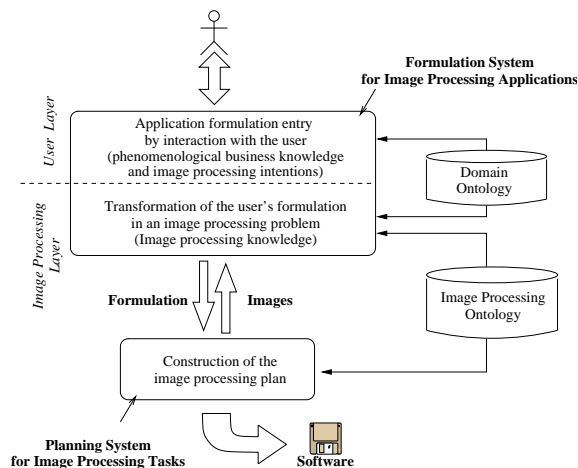 Formulation System
for Image Processing Applications
User Layer
Application formulation entry
by interaction with the user
(phenomenological business knowledge
and image processing intentions)
Domain
Ontology
Image Processing
Layer
Transformation of the user's formulation
in an image processing problem
(Image processing knowledge)
Formulation
Images
Image Processing
Ontology
Construction of the
image processing plan
Planning System
for Image Processing Tasks
Software